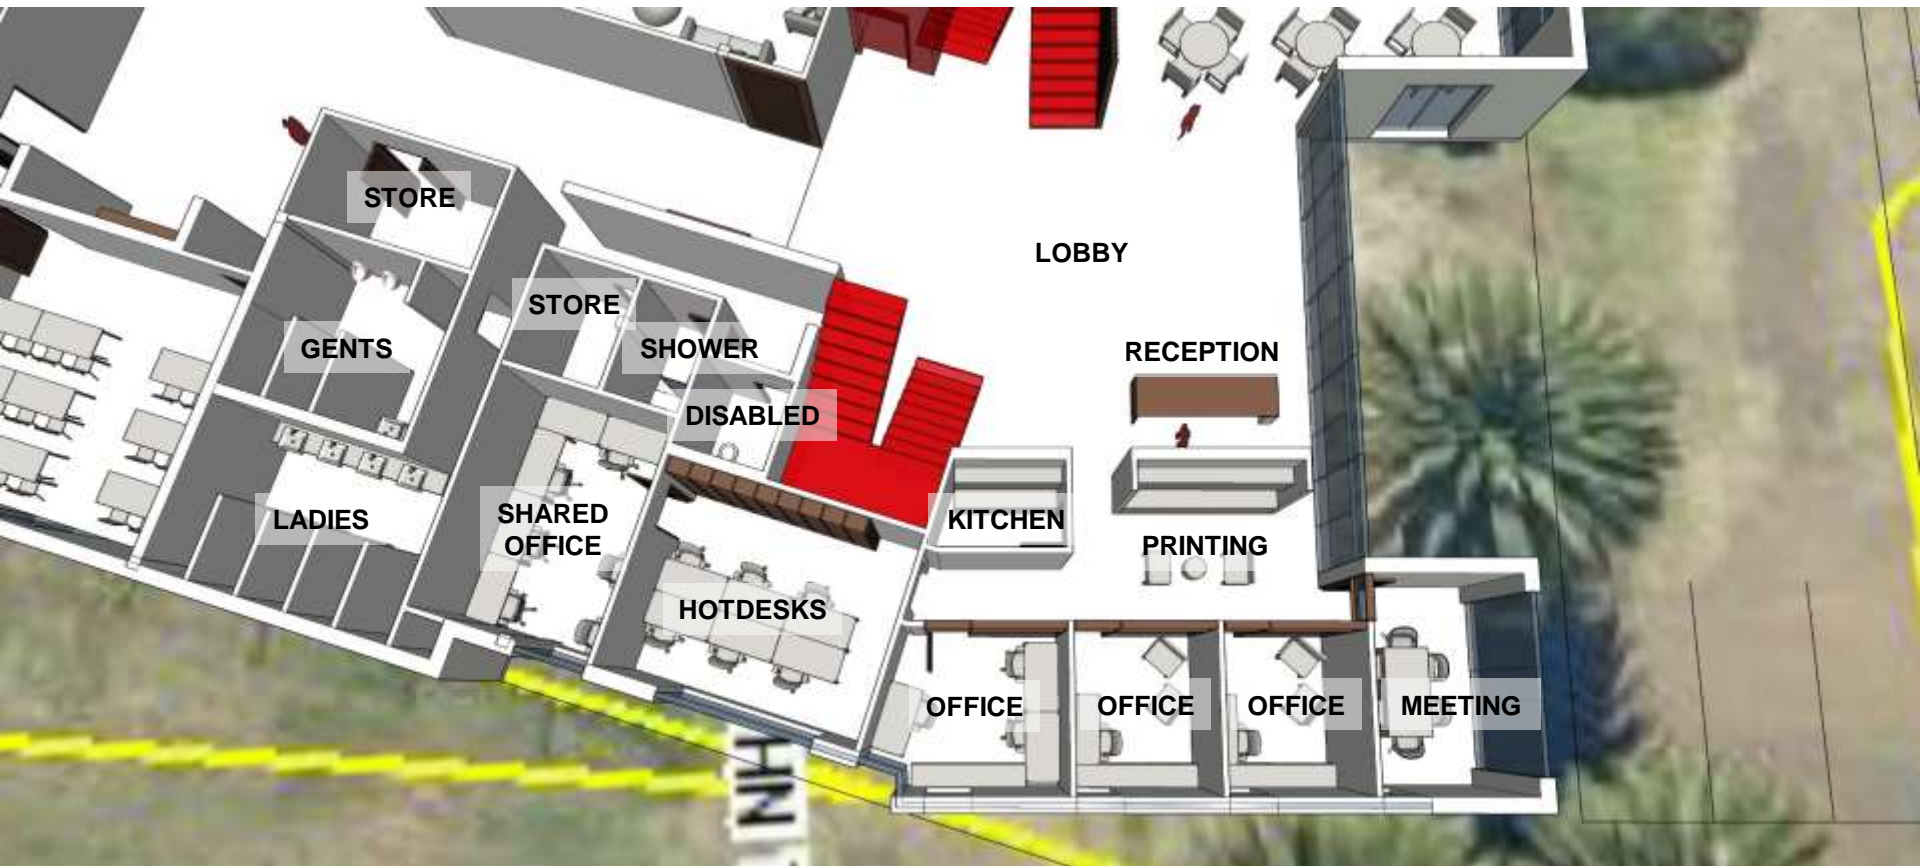 STORE
LOBBY
STORE
GENTS
SHOWER
RECEPTION
DISABLED
SHARED
OFFICE
LADIES
KITCHEN
PRINTING
HOTDESKS
OFFICE
OFFICE
OFFICE
MEETING